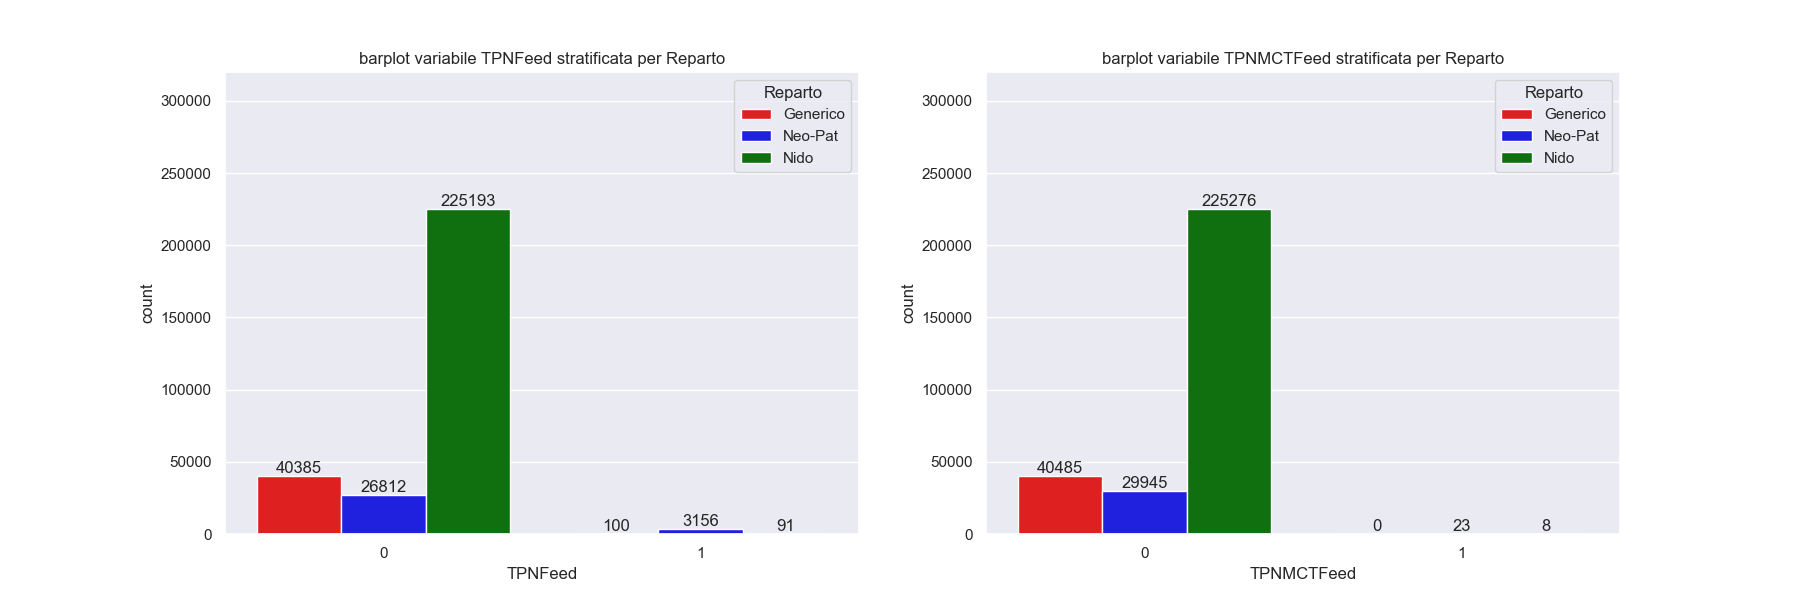 barplot variabile TPNFeed stratificata per Reparto
300000
250000
200000
150000
100000
50000
0
count
Reparto
Generico
Neo-Pat
Nido
225193
40385
26812
100
3156
91
0
1
TPNFeed
barplot variabile TPNMCTFeed stratificata per Reparto
300000
250000
200000
150000
100000
50000
0
count
Reparto
Generico
Neo-Pat
Nido
225276
40485
29945
0
23
8
0
1
TPNMCTFeed